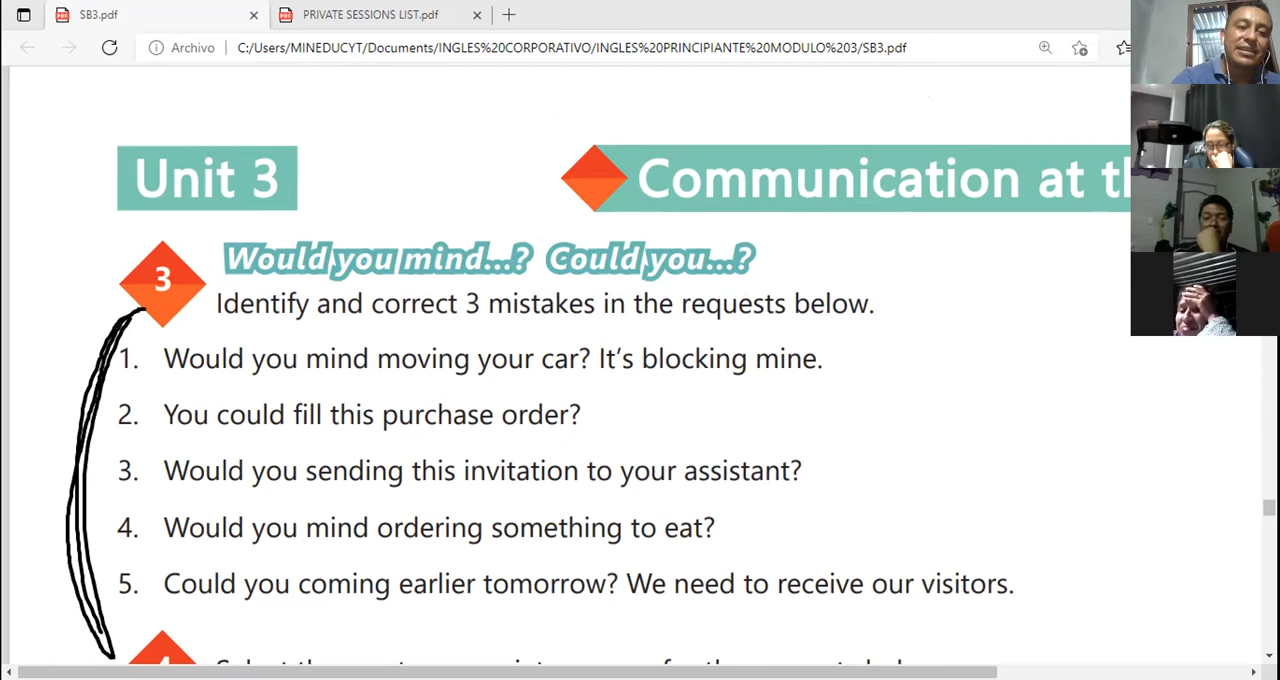 SB3.pdf
PRIVATE SESSIONS LIST.pdf
Archivo
C:/Users/MINEDUCYT/Documents/INGLES%20CORPORATIVO/INGLES%20PRINCIPIANTE%20MODULO%203/SB3.pdf
Unit 3
Communication at
3
Would you mind...? Could you...?
Identify and correct 3 mistakes in the requests below.
1. Would you mind moving your car? It's blocking mine.
2. You could fill this purchase order?
3. Would you sending this invitation to your assistant?
4. Would you mind ordering something to eat?
5. Could you coming earlier tomorrow? We need to receive our visitors.